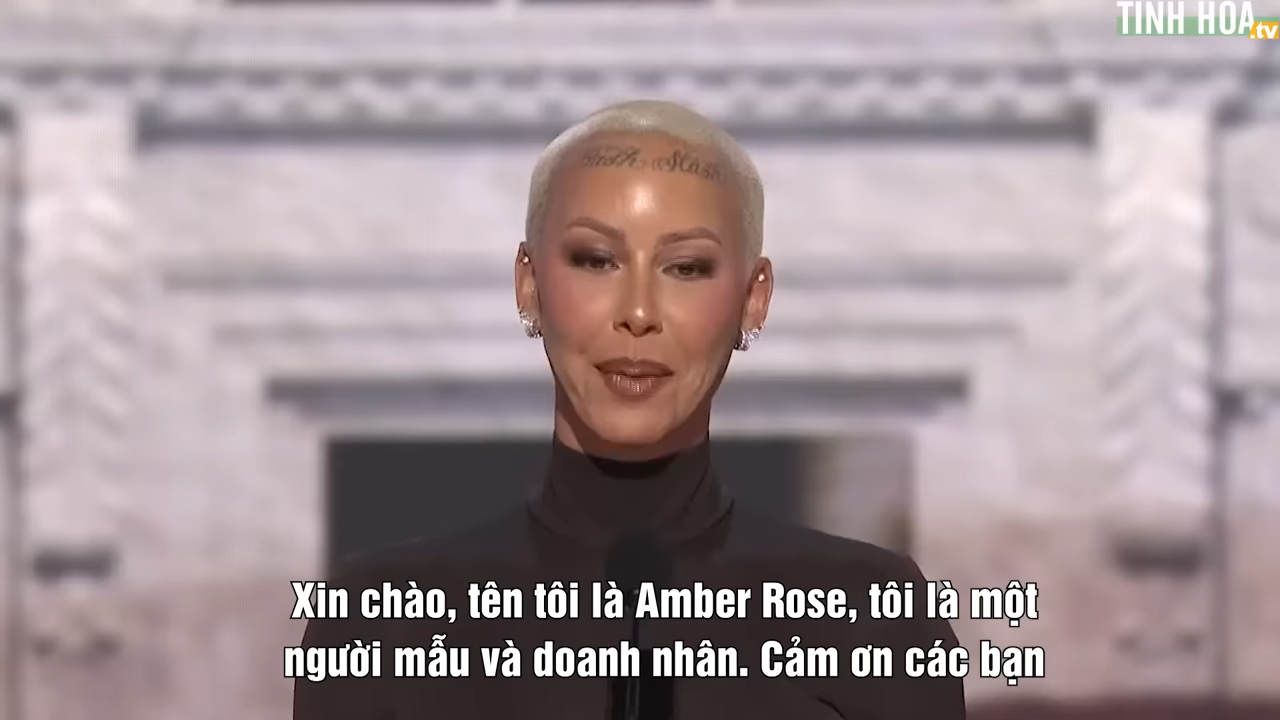 TINH HOA
.tv
Slash
Xin chào, tên tôi là Amber Rose, tôi là một
người mẫu và doanh nhân. Cảm ơn các bạn